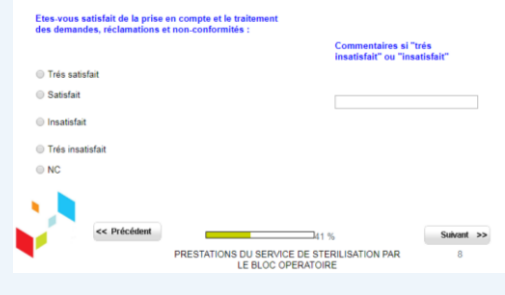 Etes-vous satisfait de la prise en compte et le traitement
des demandes, réclamations et non-conformités :
Commentaires si "trés
insatisfait" ou "insatisfait"
Trés satisfait
Satisfait
Insatisfait
Trés insatisfait
NC
<< Précédent
41 %
Suivant >>
PRESTATIONS DU SERVICE DE STERILISATION PAR
LE BLOC OPERATOIRE
8